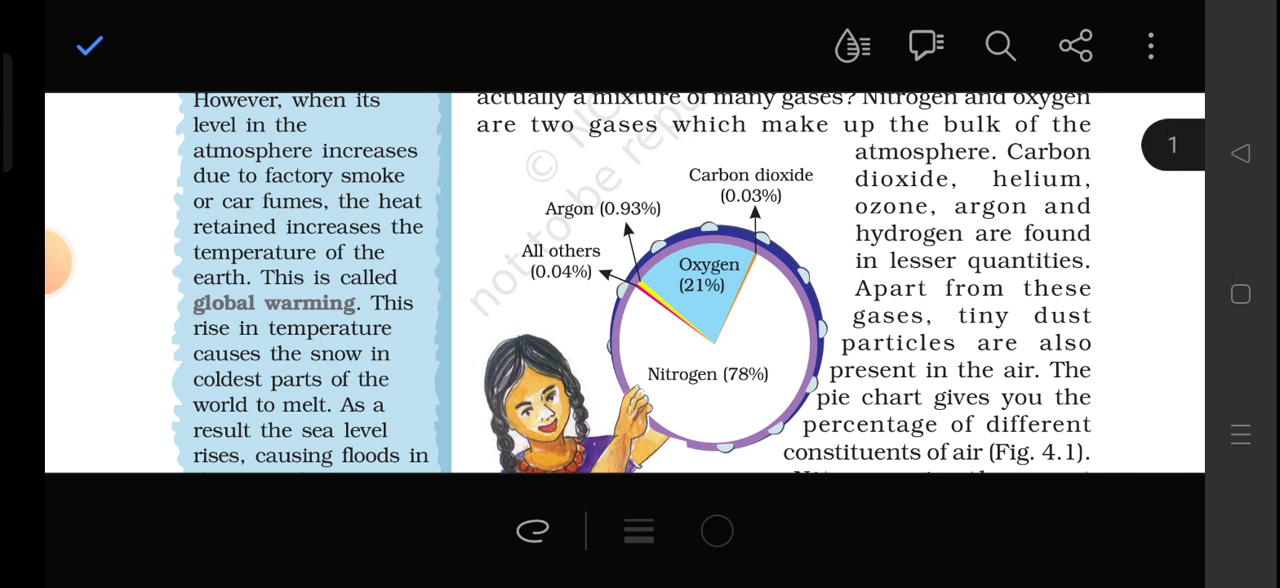 However, when its
level in the
atmosphere increases
due to factory smoke
or car fumes, the heat
retained increases the
temperature of the
earth. This is called
global warming. This
rise in temperature
causes the snow in
coldest parts of the
world to melt. As a
result the sea level
rises, causing floods in
actually a mixture of many gases? Nitrogen and oxygen
are two gases which make up the bulk of the
atmosphere. Carbon
dioxide, helium,
ozone, argon and
hydrogen are found
in lesser quantities.
Apart from these
gases, tiny dust
particles are also
present in the air. The
pie chart gives you the
percentage of different
constituents of air (Fig. 4.1).
Carbon dioxide
(0.03%)
Argon (0.93%)
All others
(0.04%)
Oxygen
(21%)
Nitrogen (78%)
© NC
not to be repu
1